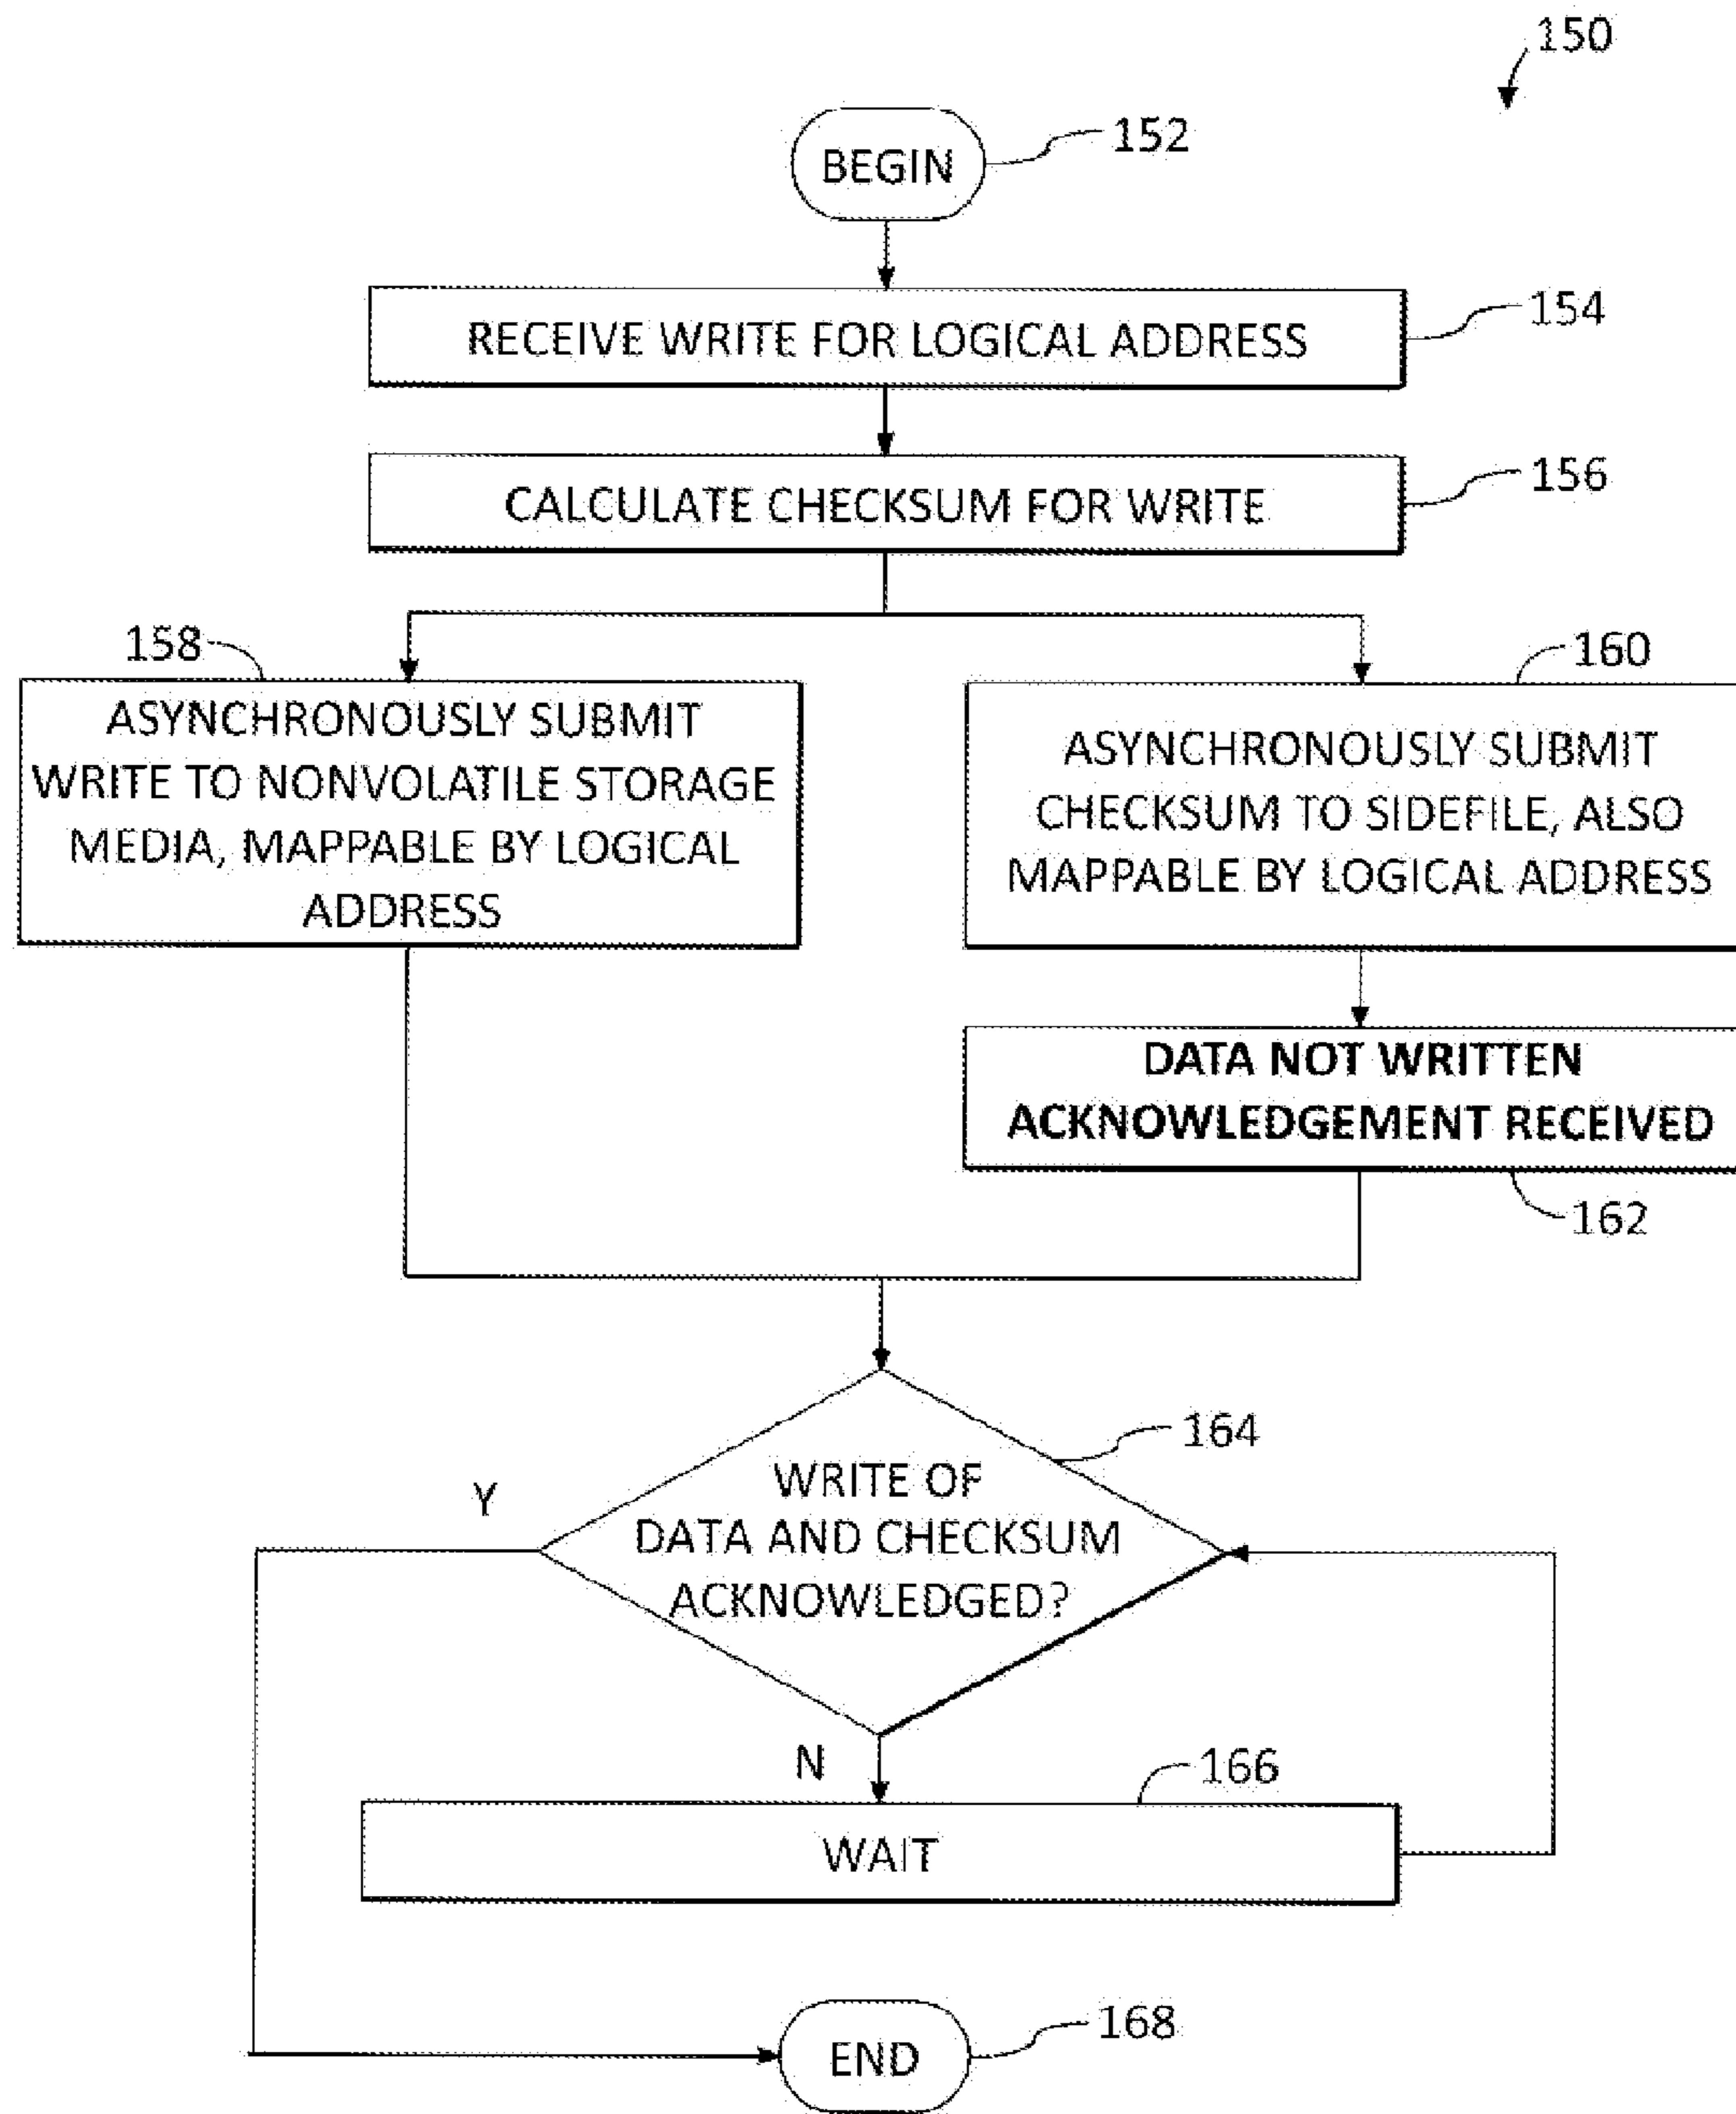 150
BEGIN
152
RECEIVE WRITE FOR LOGICAL ADDRESS
154
CALCULATE CHECKSUM FOR WRITE
156
158
ASYNCHRONOUSLY SUBMIT
WRITE TO NONVOLATILE STORAGE
MEDIA, MAPPABLE BY LOGICAL
ADDRESS
160
ASYNCHRONOUSLY SUBMIT
CHECKSUM TO SIDEFILE, ALSO
MAPPABLE BY LOGICAL ADDRESS
DATA NOT WRITTEN
ACKNOWLEDGEMENT RECEIVED
162
164
WRITE OF
DATA AND CHECKSUM
ACKNOWLEDGED?
Y
N
166
WAIT
END
168